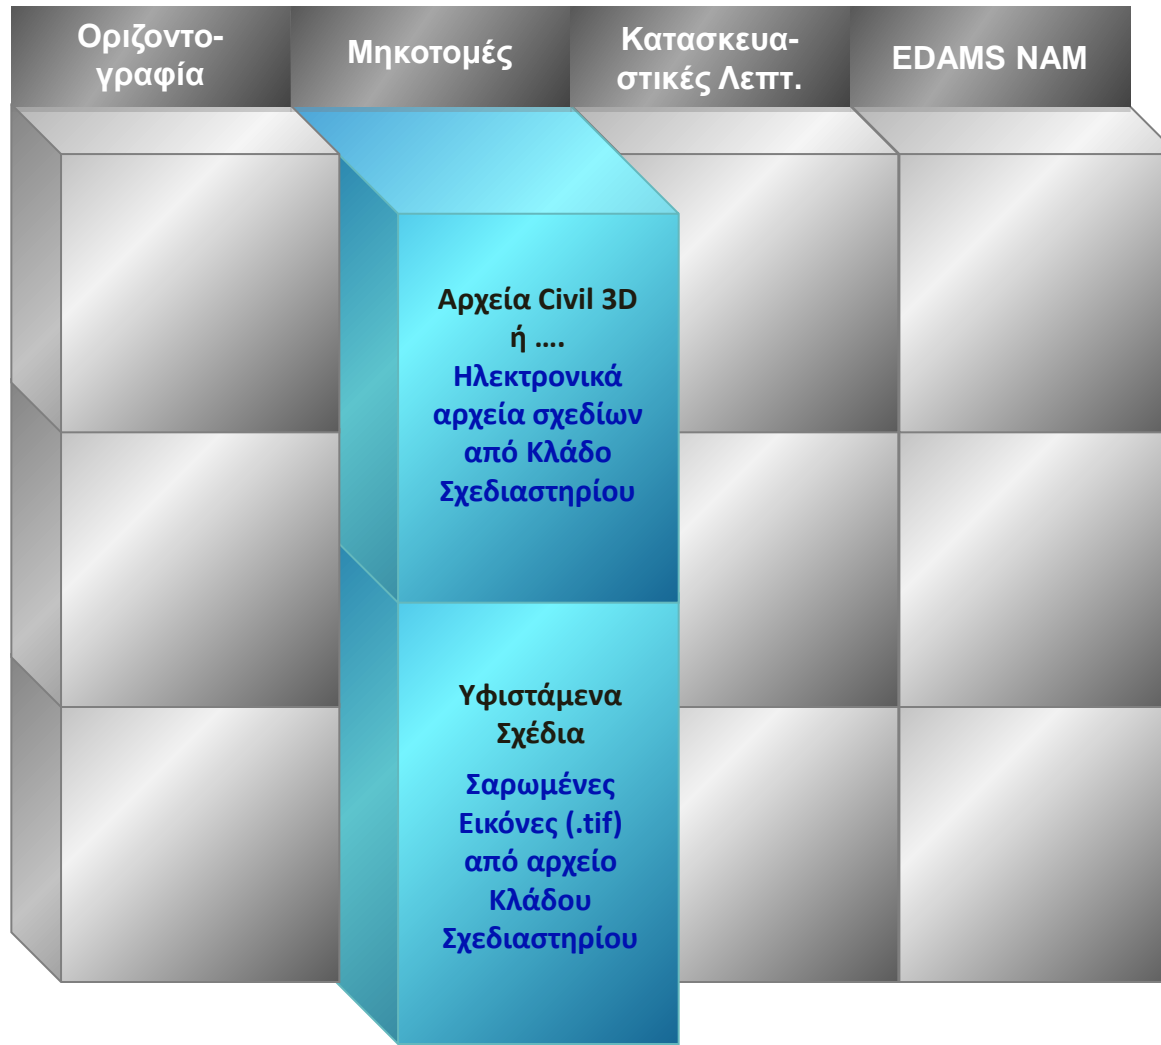 Οριζοντο-
γραφία
Μηκοτομές
Κατασκευα-
στικές Λεπτ.
EDAMS NAM
Αρχεία Civil 3D
ή ....
Ηλεκτρονικά
αρχεία σχεδίων
από Κλάδο
Σχεδιαστηρίου
Υφιστάμενα
Σχέδια
Σαρωμένες
Εικόνες (.tif)
από αρχείο
Κλάδου
Σχεδιαστηρίου